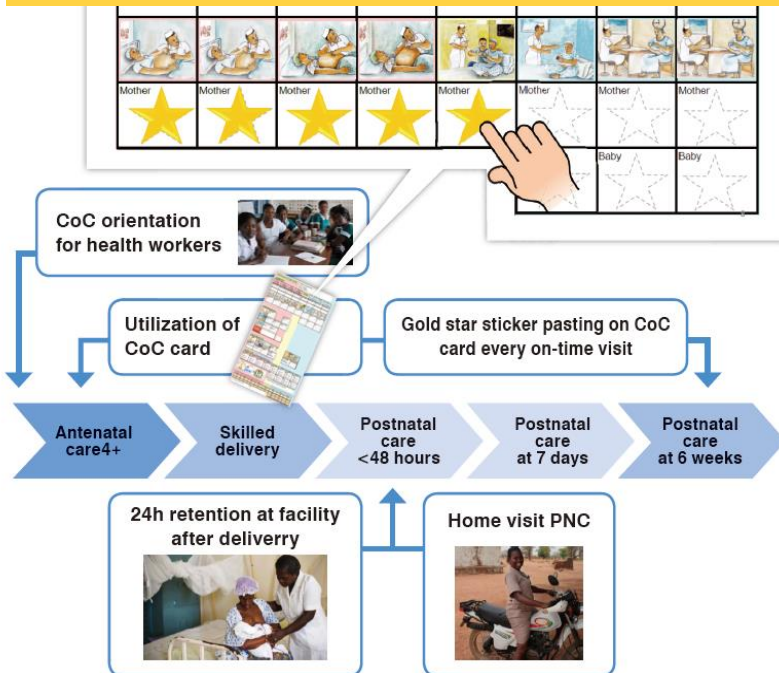 Mother Mother Mother Mother Mother Mother Mother Mother
Baby Baby
CoC orientation
for health workers
Utilization of
CoC card
Gold star sticker pasting on CoC
card every on-time visit
Antenatal
care4+
Skilled
delivery
Postnatal
care
<48 hours
Postnatal
care
at 7 days
Postnatal
care
at 6 weeks
24h retention at facility
after deliverry
Home visit PNC